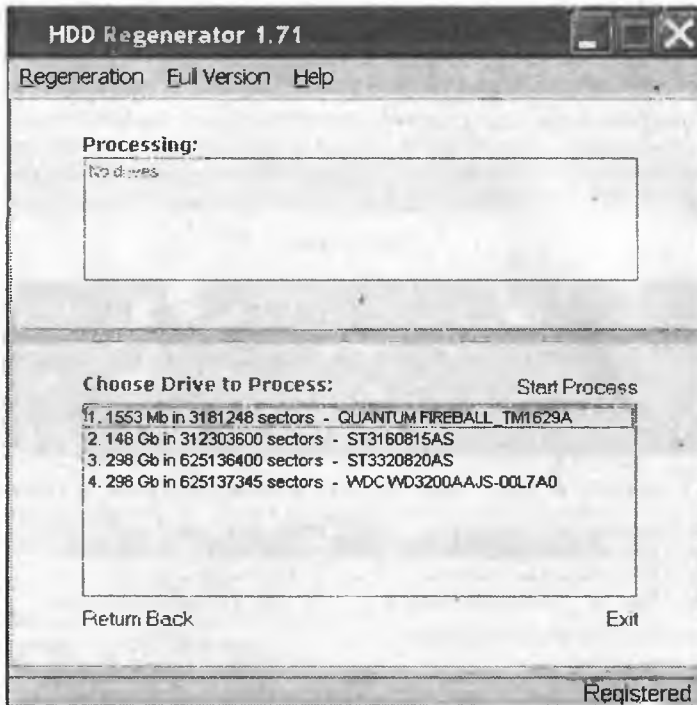 HDD Regenerator 1.71
Regeneration Full Version Help
Processing:
No drives
Choose Drive to Process:
Start Process
1. 1553 Mb in 3181248 sectors - QUANTUM FIREBALL_TM1629A
2. 148 Gb in 312303600 sectors - ST3160815AS
3. 298 Gb in 625136400 sectors - ST3320820AS
4. 298 Gb in 625137345 sectors - WDC WD3200AAJS-00L7A0
Return Back
Exit
Registered